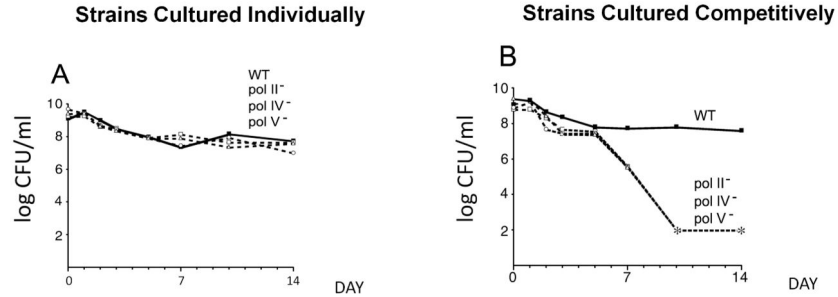 Strains Cultured Individually
A
WT
pol II-
pol IV-
pol V-
log CFU/ml
10
8
6
4
2
0
7
14
DAY
Strains Cultured Competitively
B
WT
pol II-
pol IV-
pol V-
log CFU/ml
10
8
6
4
2
0
7
14
DAY